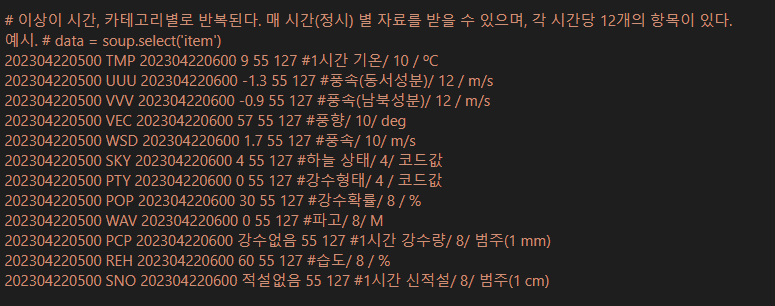 # 이상이 시간, 카테고리별로 반복된다. 매 시간(정시) 별 자료를 받을 수 있으며, 각 시간당 12개의 항목이 있다.
예시. # data = soup.select('item')
202304220500 TMP 202304220600 9 55 127 #1시간 기온/ 10 / ºC
202304220500 UUU 202304220600 -1.3 55 127 #풍속(동서성분)/ 12 / m/s
202304220500 VVV 202304220600 -0.9 55 127 #풍속(남북성분)/ 12 / m/s
202304220500 VEC 202304220600 57 55 127 #풍향/ 10/ deg
202304220500 WSD 202304220600 1.7 55 127 #풍속/ 10/ m/s
202304220500 SKY 202304220600 4 55 127 #하늘 상태/ 4/ 코드값
202304220500 PTY 202304220600 0 55 127 #강수형태/ 4 / 코드값
202304220500 POP 202304220600 30 55 127 #강수확률/ 8 / %
202304220500 WAV 202304220600 0 55 127 #파고/ 8/ M
202304220500 PCP 202304220600 강수없음 55 127 #1시간 강수량/ 8/ 범주(1 mm)
202304220500 REH 202304220600 60 55 127 #습도/ 8 / %
202304220500 SNO 202304220600 적설없음 55 127 #1시간 신적설/ 8/ 범주(1 cm)